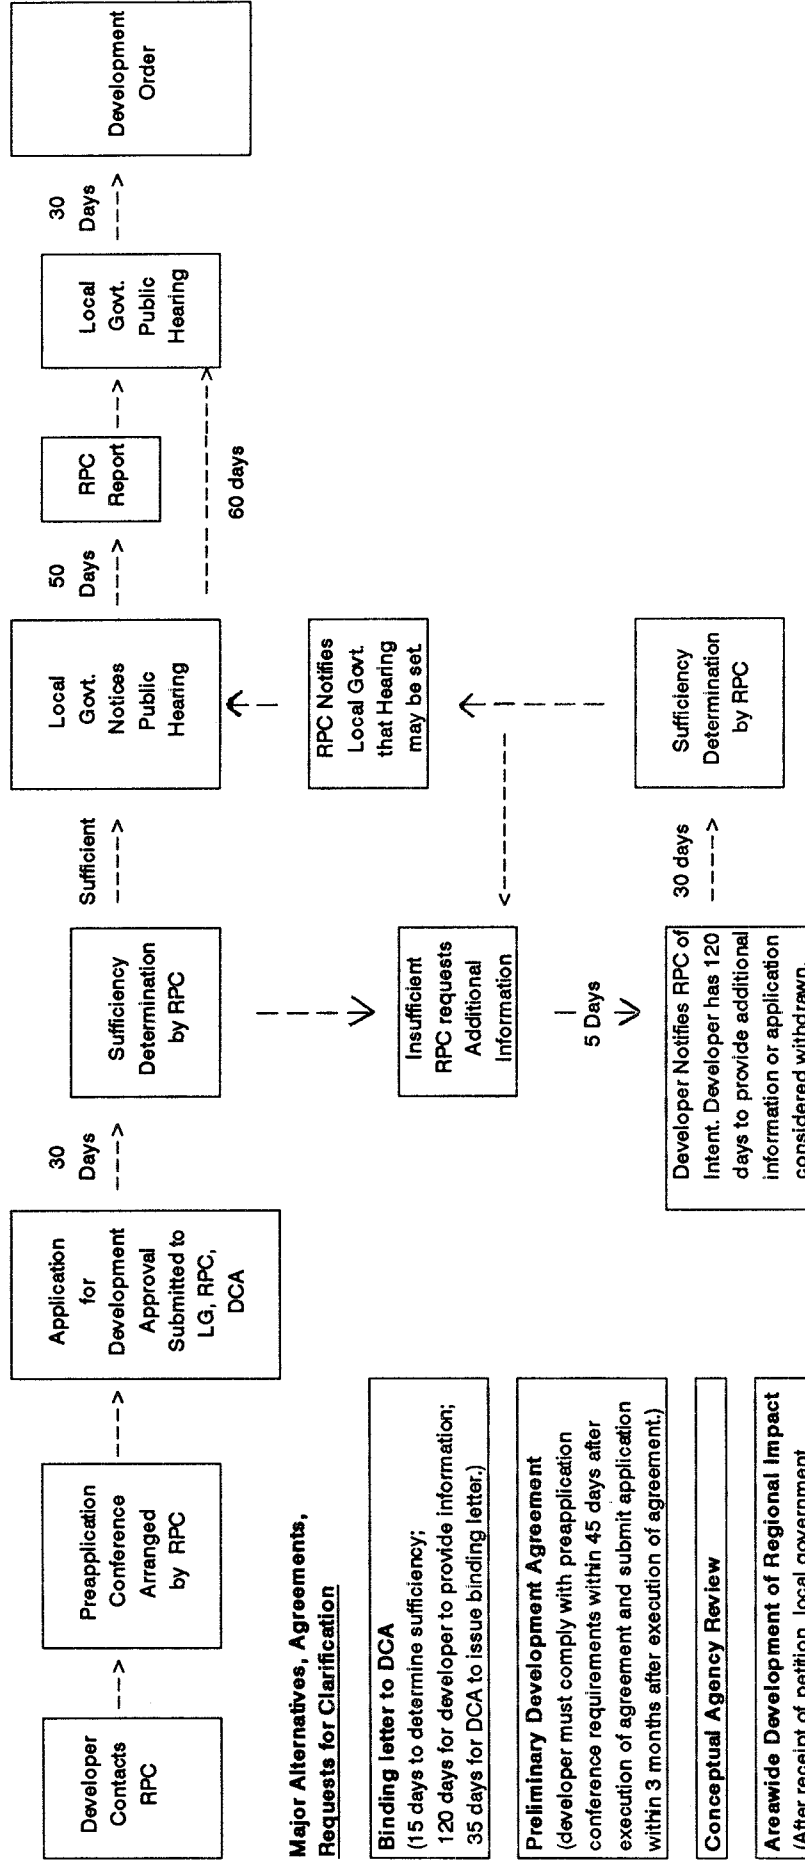 Developer
Contacts
RPC
Preapplication
Conference
Arranged
by RPC
Application
for
Development
Approval
Submitted to
LG, RPC,
DCA
30
Days
Sufficiency
Determination
by RPC
Sufficient
Local
Govt.
Notices
Public
Hearing
50
Days
RPC
Report
60 days
Local
Govt.
Public
Hearing
30
Days
Development
Order
Insufficient
RPC requests
Additional
Information
5 Days
Developer Notifies RPC of
Intent. Developer has 120
days to provide additional
information or application
considered withdrawn.
30 days
Sufficiency
Determination
by RPC
RPC Notifies
Local Govt.
that Hearing
may be set.
Major Alternatives, Agreements,
Requests for Clarification
Binding letter to DCA
(15 days to determine sufficiency;
120 days for developer to provide information;
35 days for DCA to issue binding letter.)
Preliminary Development Agreement
(developer must comply with preapplication
conference requirements within 45 days after
execution of agreement and submit application
within 3 months after execution of agreement.)
Conceptual Agency Review
Areawide Development of Regional Impact
(After receipt of petition, local government